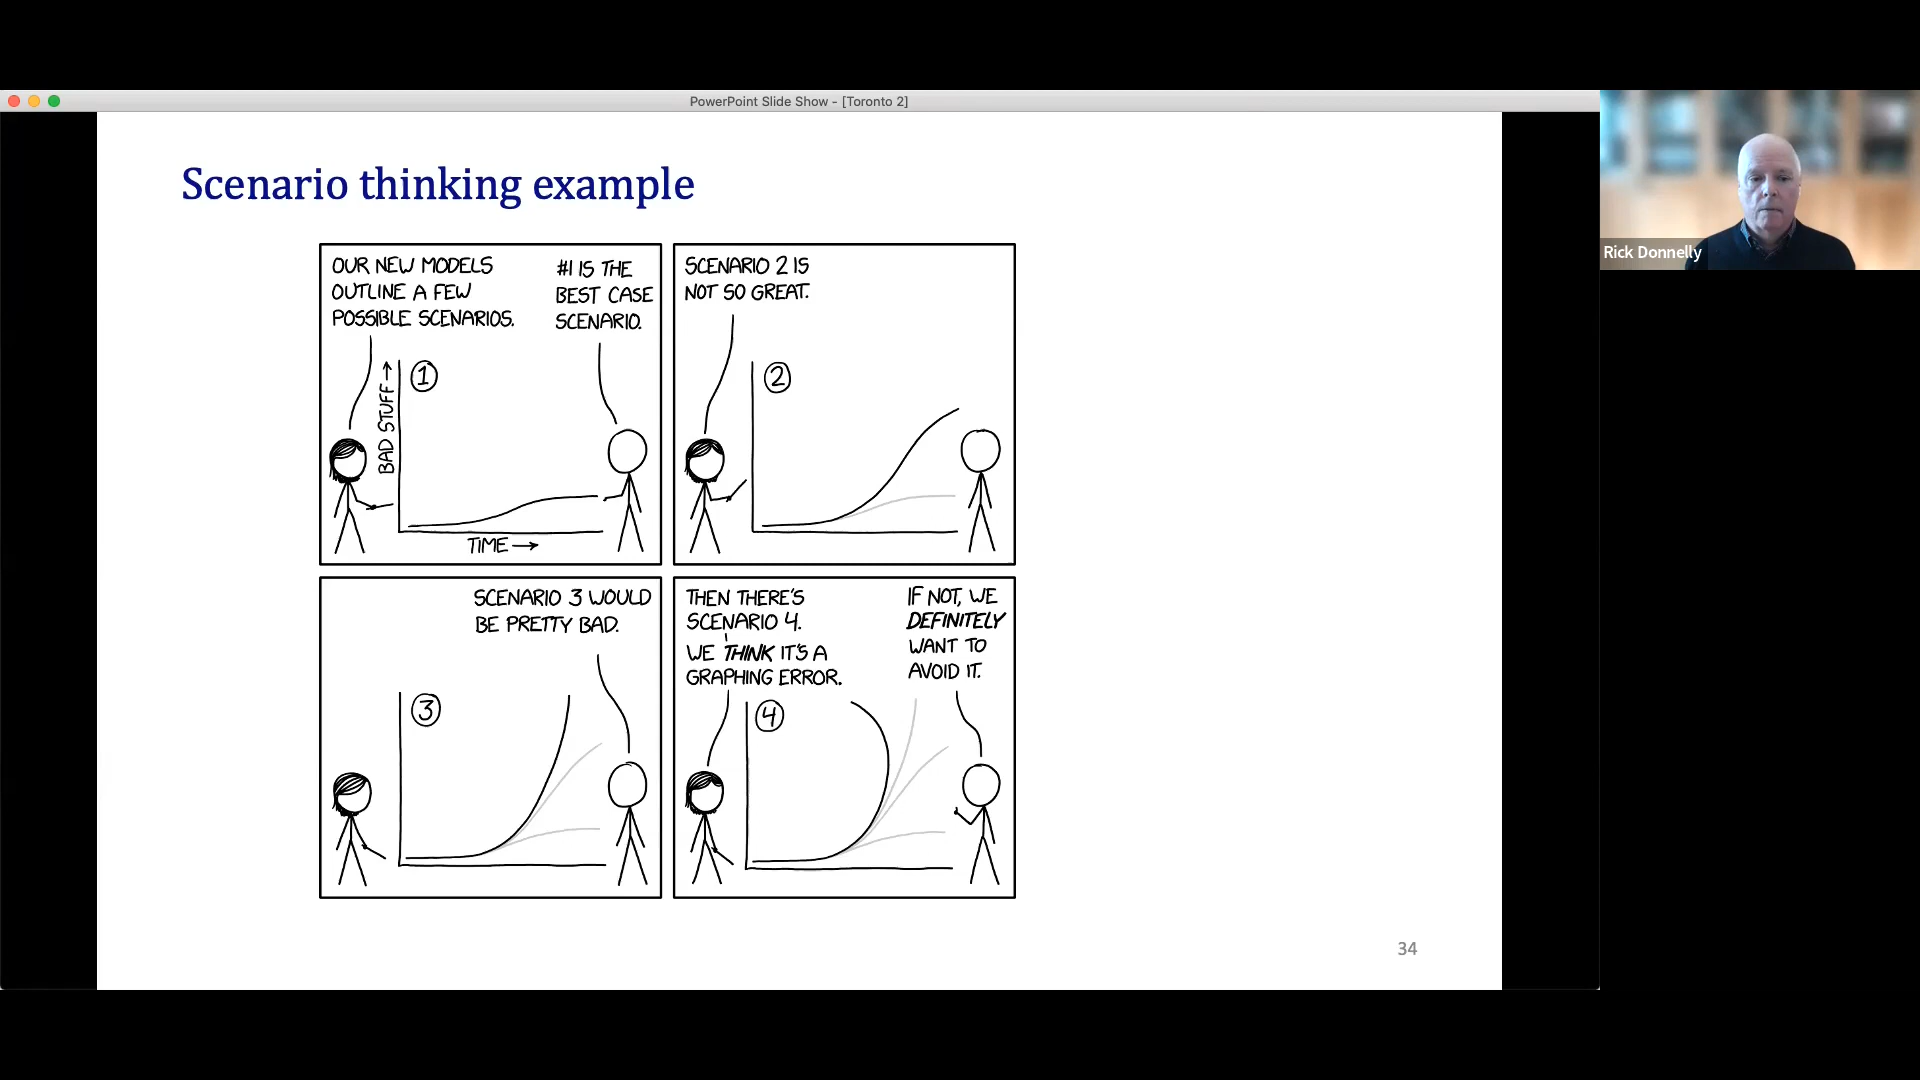 PowerPoint Slide Show - [Toronto 2]
Rick Donnelly
Scenario thinking example
OUR NEW MODELS
OUTLINE A FEW
POSSIBLE SCENARIOS.
#1 IS THE
BEST CASE
SCENARIO.
1
BAD STUFF →
TIME →
SCENARIO 2 IS
NOT SO GREAT.
2
SCENARIO 3 WOULD
BE PRETTY BAD.
3
THEN THERE'S
SCENARIO 4.
WE THINK IT'S A
GRAPHING ERROR.
IF NOT, WE
DEFINITELY
WANT TO
AVOID IT.
4
34